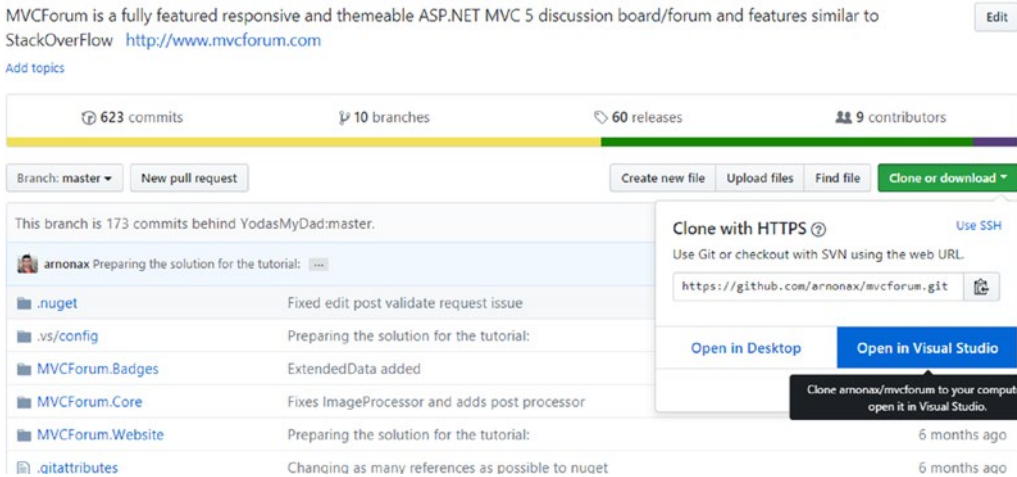 MVCForum is a fully featured responsive and themeable ASP.NET MVC 5 discussion board/forum and features similar to
StackOverFlow http://www.mvcforum.com
Edit
Add topics
623 commits
10 branches
60 releases
9 contributors
Branch: master
New pull request
Create new file
Upload files
Find file
Clone or download
This branch is 173 commits behind YodasMyDad:master.
Clone with HTTPS
Use SSH
Use Git or checkout with SVN using the web URL.
https://github.com/arnonax/mvcforum.git
Open in Desktop
Open in Visual Studio
Clone arnonax/mvcforum to your compute
open it in Visual Studio.
arnonax Preparing the solution for the tutorial: ...
.nuget Fixed edit post validate request issue
.vs/config Preparing the solution for the tutorial:
MVCForum.Badges ExtendedData added
MVCForum.Core Fixes ImageProcessor and adds post processor
MVCForum.Website Preparing the solution for the tutorial: 6 months ago
.gitattributes Changing as many references as possible to nuget 6 months ago